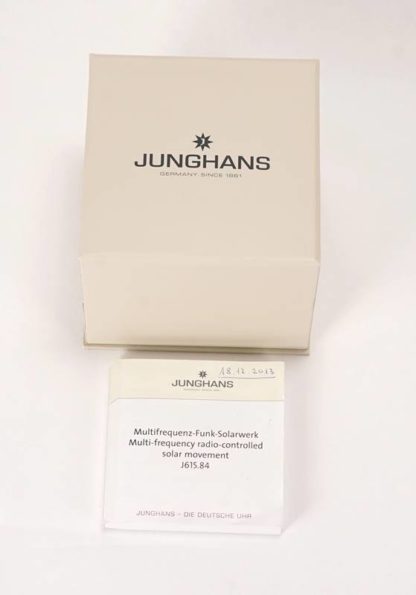 JUNGHANS
GERMANY SINCE 1861
18.12.2013
JUNGHANS
Multifrequenz-Funk-Solarwerk
Multi-frequency radio-controlled
solar movement
J615.84
JUNGHANS – DIE DEUTSCHE UHR